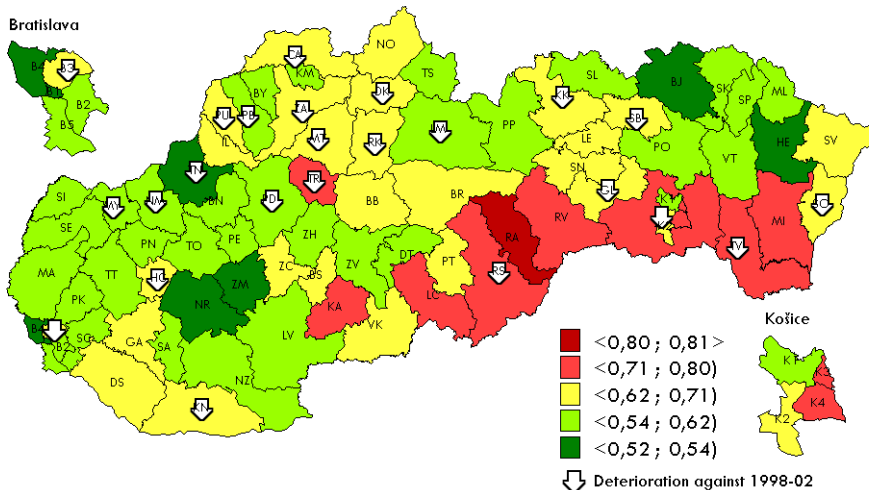 Bratislava
B4
B3
B1
B2
B5
CA
NO
KM
TS
BY
PU
PB
ZA
DK
IL
MT
RK
LM
PP
KK
SL
BJ
SK
SP
ML
SB
LE
PO
VT
HE
SV
SN
GL
SO
TN
BN
PD
TR
BB
BR
RV
K1
K2
TV
MI
SI
MY
NM
SE
PN
TO
PE
ZH
ZV
DT
PT
RA
RS
MA
TT
HC
NR
ZM
ZC
BS
KA
LC
VK
LV
PK
B4
B2
SC
GA
SA
DS
KN
NZ
<0,80 ; 0,81>
<0,71 ; 0,80)
<0,62 ; 0,71)
<0,54 ; 0,62)
<0,52 ; 0,54)
Deterioration against 1998-02
Košice
K1
K3
K4
K2